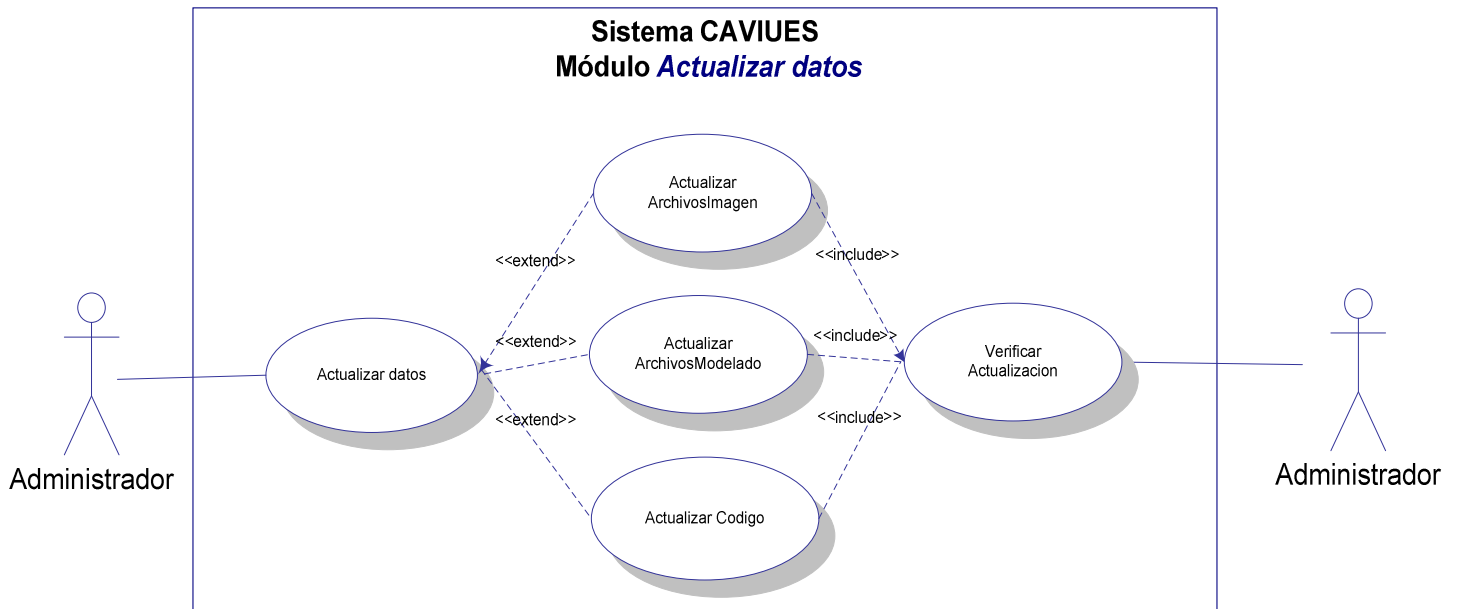 Sistema CAVIUES
Módulo Actualizar datos
Actualizar
ArchivosImagen
<<extend>>
<<include>>
<<extend>>
Actualizar
ArchivosModelado
<<include>>
Verificar
Actualizacion
Actualizar datos
<<extend>>
<<include>>
Administrador
Administrador
Actualizar Codigo